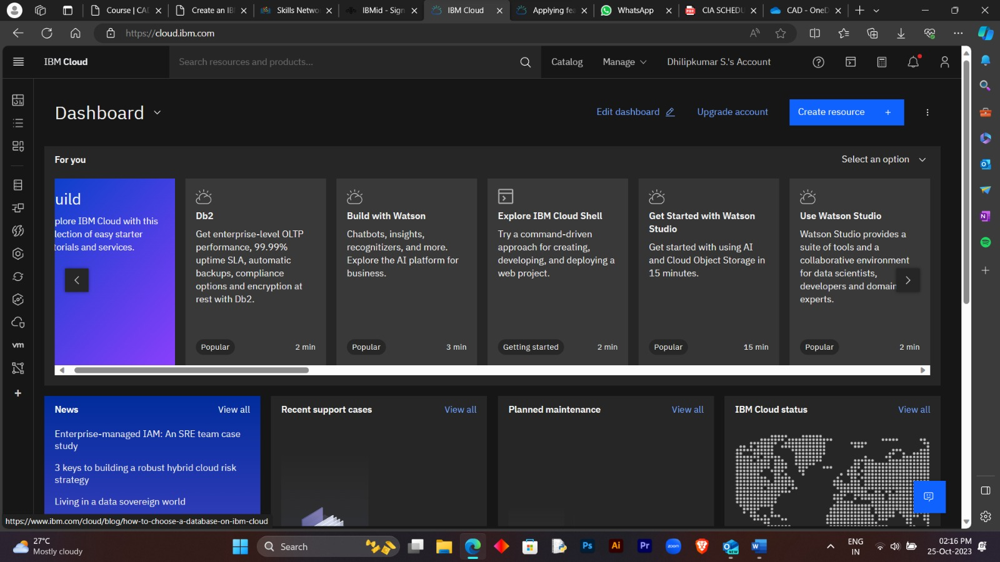 Course | CA
Create an IB
Skills Netwo
IBMid - Sign
IBM Cloud
Applying fea
WhatsApp
CIA SCHEDU
CAD - OneD
https://cloud.ibm.com
IBM Cloud
Search resources and products...
Catalog
Manage
Dhilipkumar S.'s Account
Dashboard
Edit dashboard
Upgrade account
Create resource +
For you
Select an option
uild
plore IBM Cloud with this
lection of easy starter
torials and services.
Db2
Get enterprise-level OLTP
performance, 99.99%
uptime SLA, automatic
backups, compliance
options and encryption at
rest with Db2.
Popular
2 min
Build with Watson
Chatbots, insights,
recognizers, and more.
Explore the AI platform for
business.
Popular
3 min
Explore IBM Cloud Shell
Try a command-driven
approach for creating,
developing, and deploying a
web project.
Getting started
2 min
Get Started with Watson
Studio
Get started with using AI
and Cloud Object Storage in
15 minutes.
Popular
15 min
Use Watson Studio
Watson Studio provides a
suite of tools and a
collaborative environment
for data scientists,
developers and domain
experts.
Popular
2 min
vm
News
View all
Enterprise-managed IAM: An SRE team case
study
3 keys to building a robust hybrid cloud risk
strategy
Living in a data sovereign world
Recent support cases
View all
Planned maintenance
View all
IBM Cloud status
View all
https://www.ibm.com/cloud/blog/how-to-choose-a-database-on-ibm-cloud
27°C
Mostly cloudy
Search
Ps
Ai
Pr
zoom
NEW
W
ENG
IN
02:16 PM
25-Oct-2023